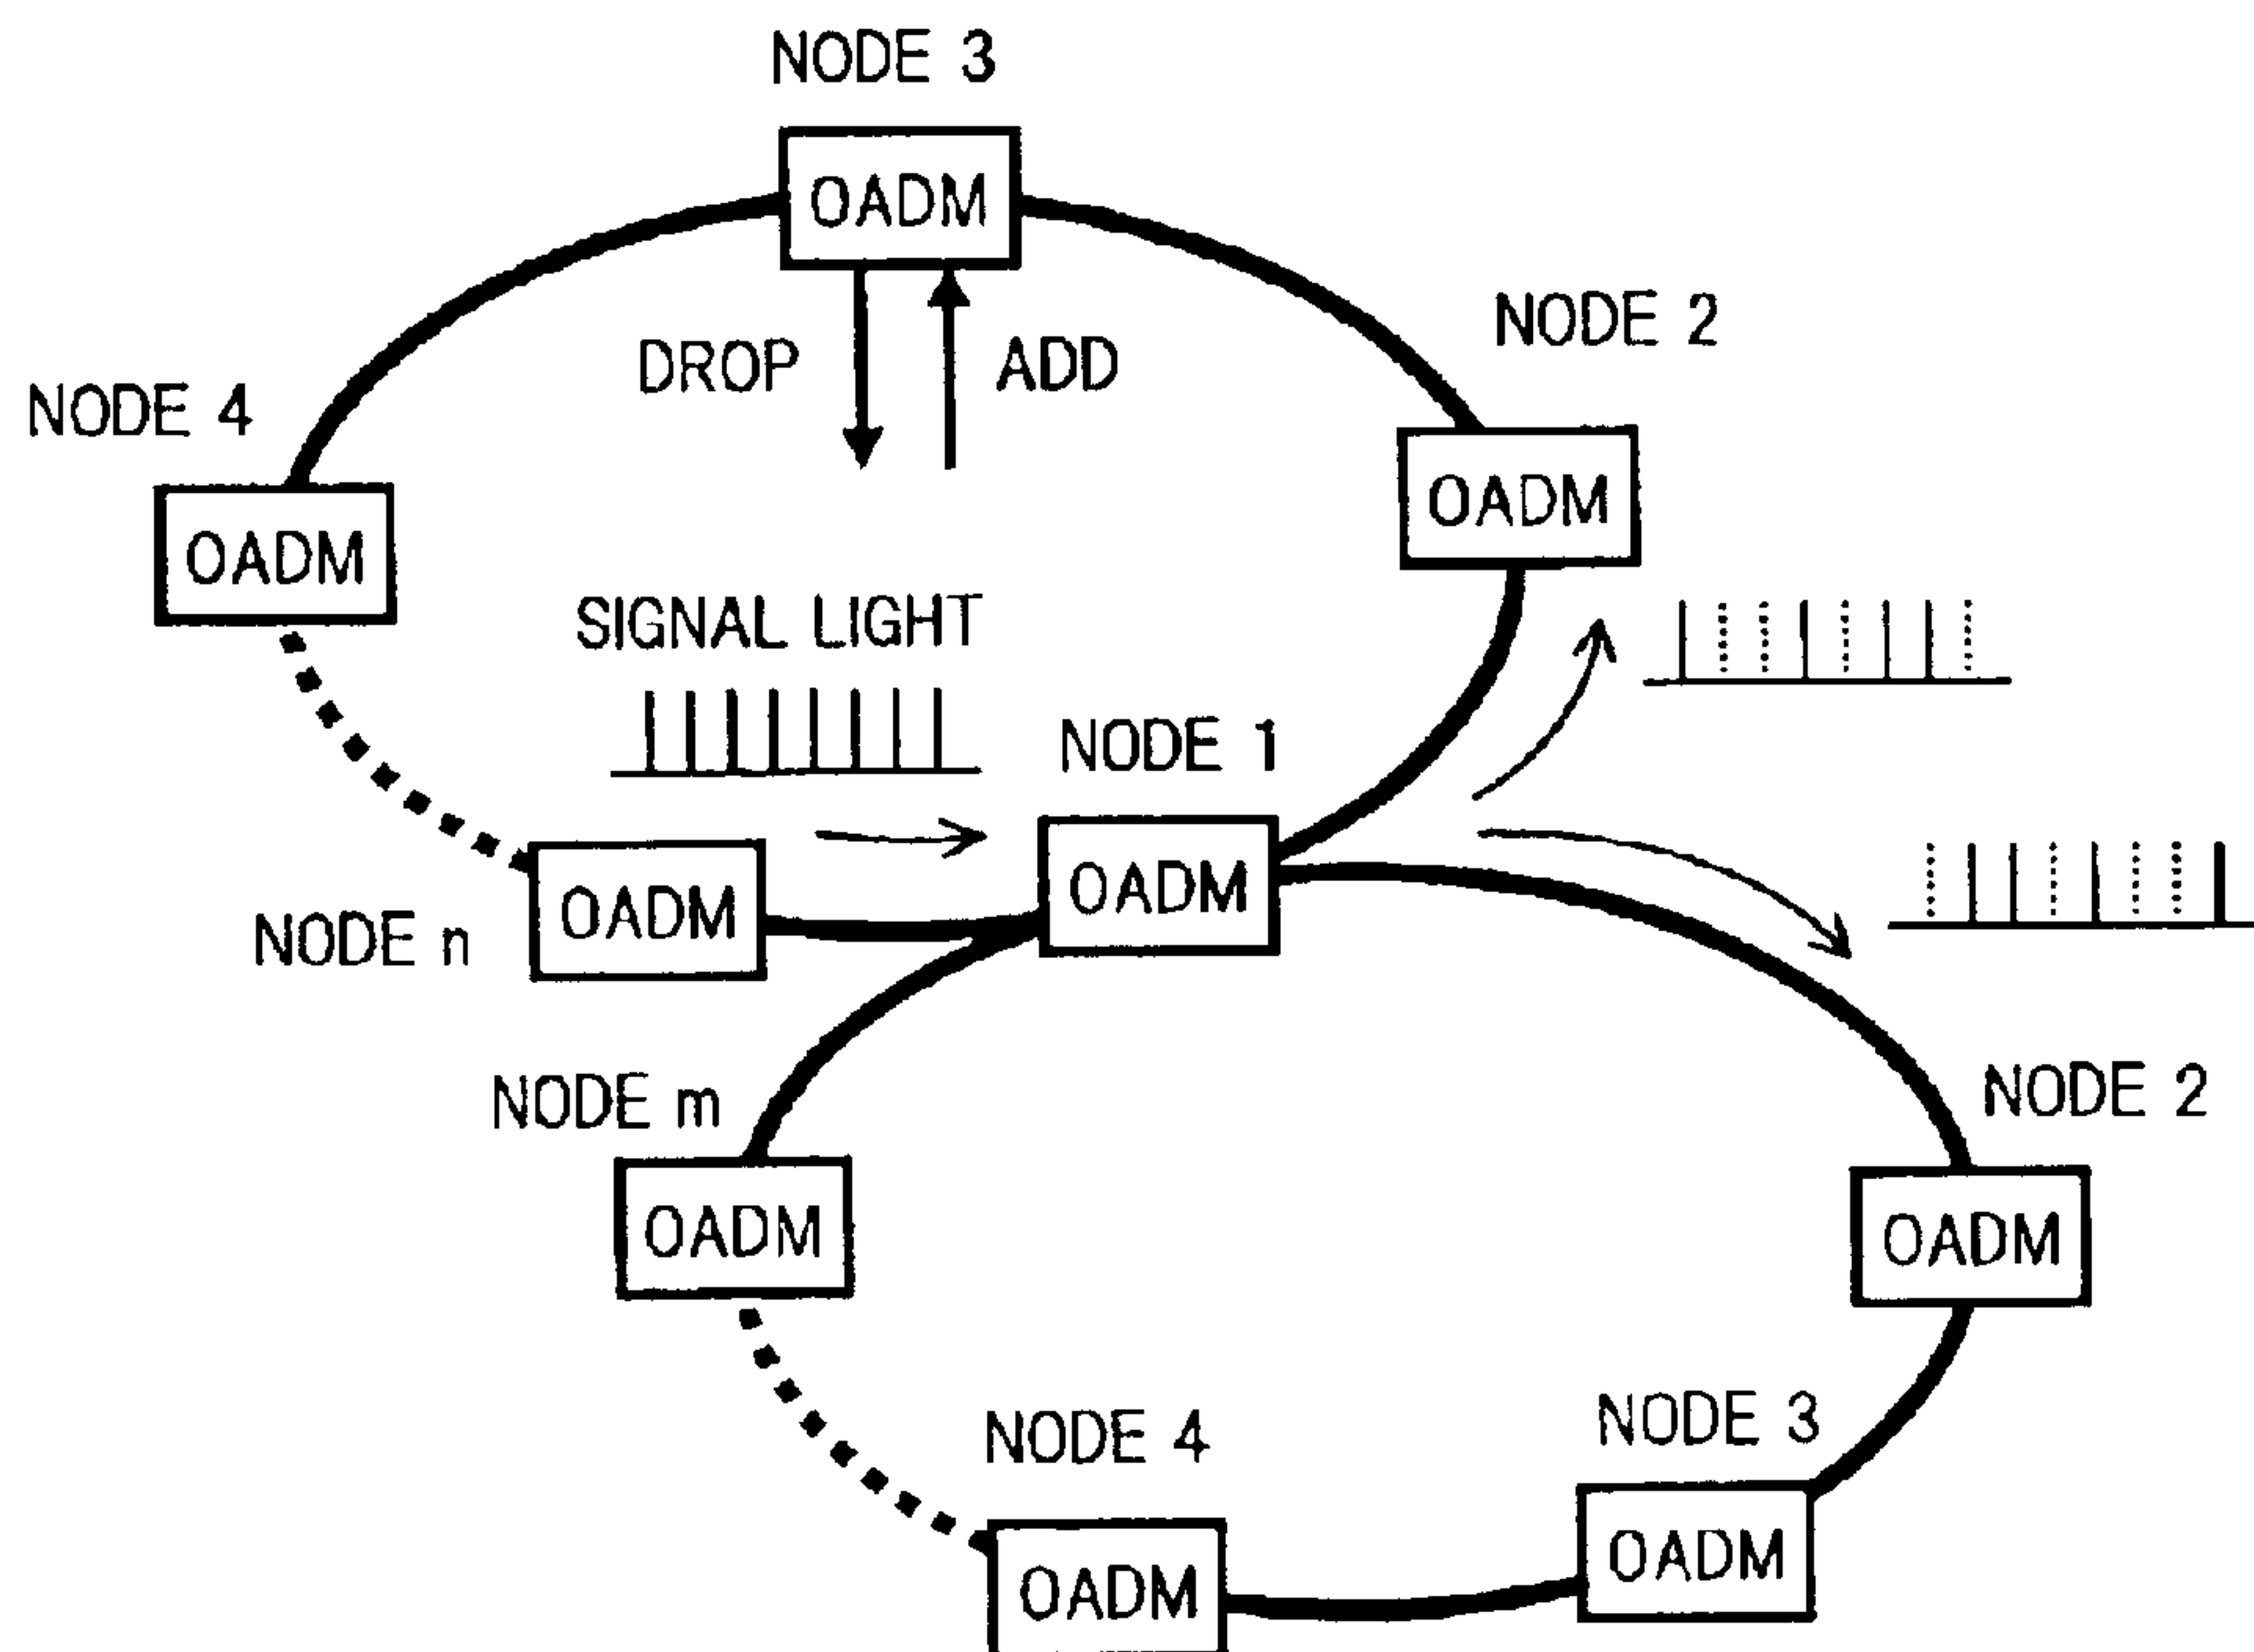 NODE 3
OADM
DROP
ADD
NODE 2
OADM
NODE 4
OADM
SIGNAL LIGHT
NODE 1
OADM
NODE n
OADM
NODE m
OADM
NODE 2
OADM
NODE 3
OADM
NODE 4
OADM